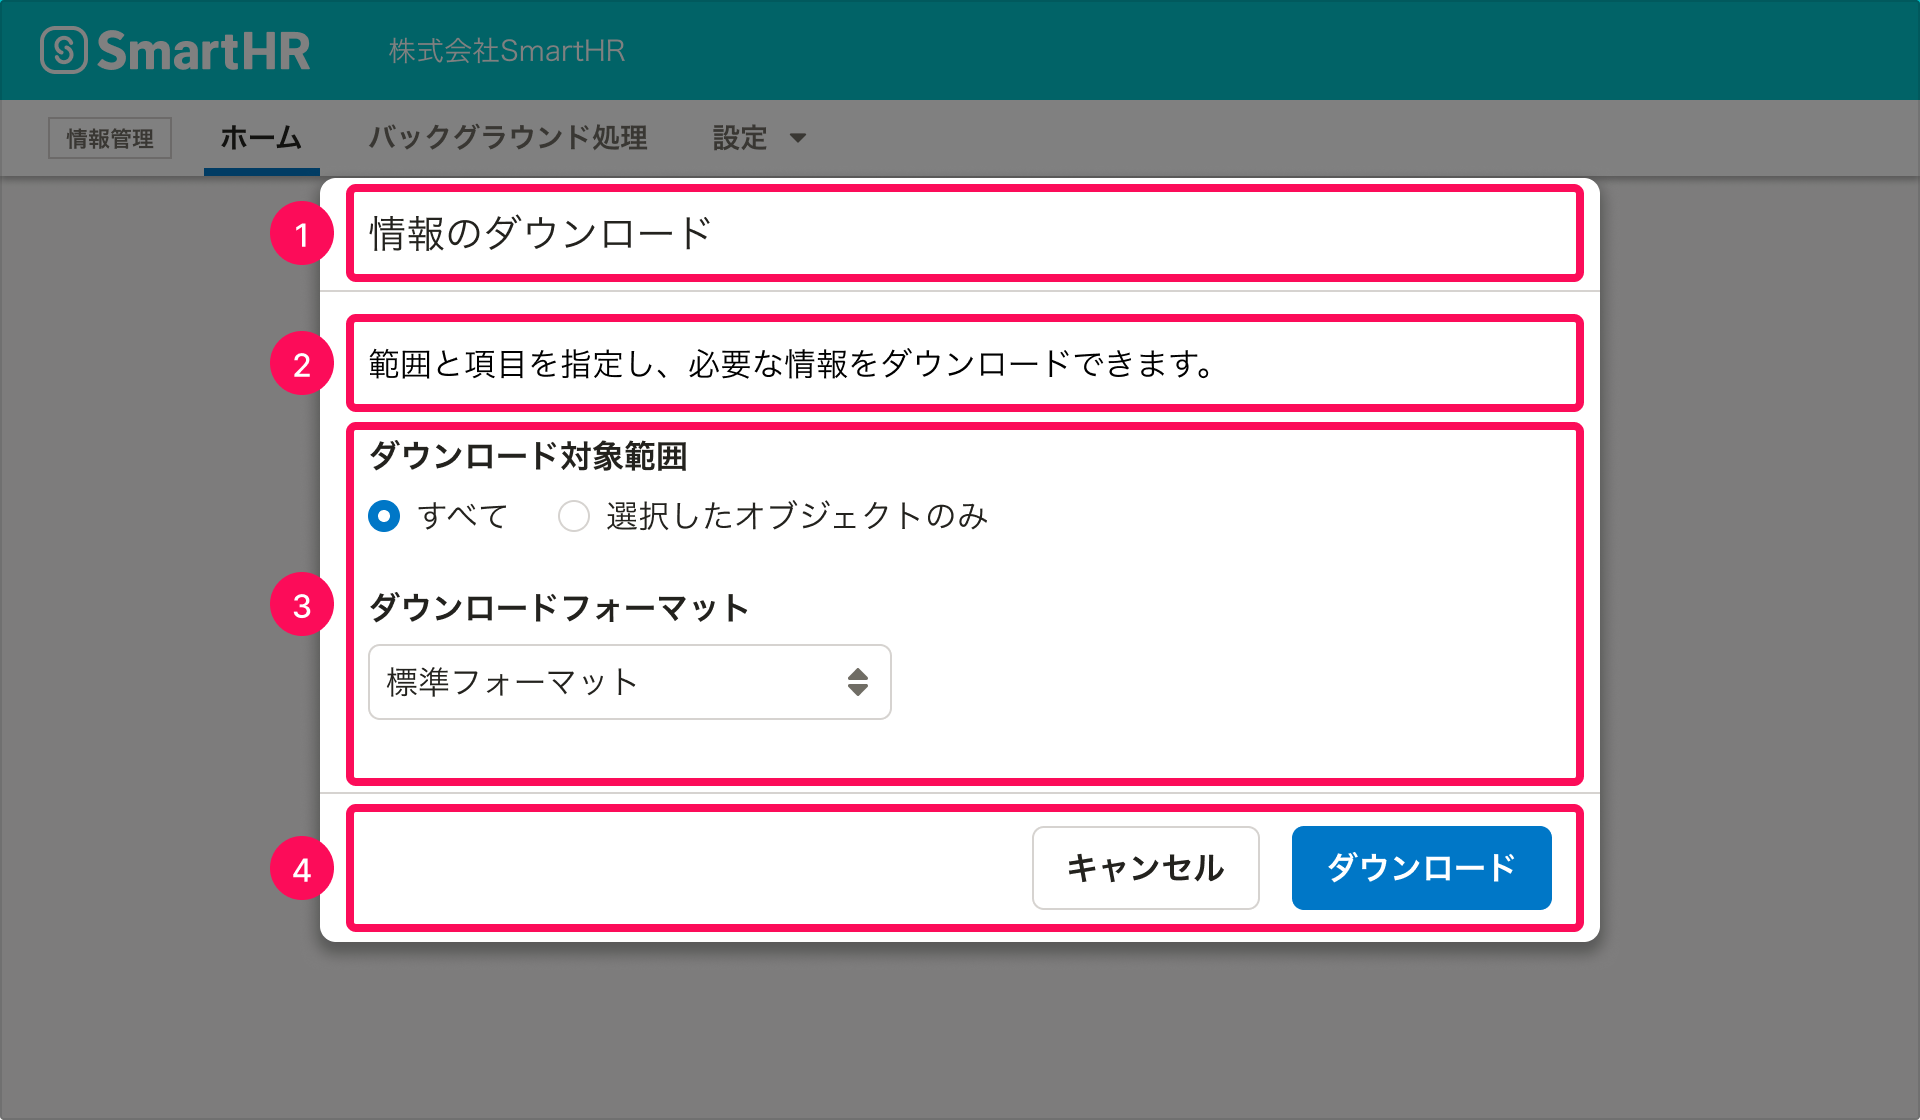 SmartHR 株式会社SmartHR
情報管理 ホーム バックグラウンド処理 設定
1 情報のダウンロード
2 範囲と項目を指定し、必要な情報をダウンロードできます。
ダウンロード対象範囲
すべて 選択したオブジェクトのみ
3 ダウンロードフォーマット
標準フォーマット
4 キャンセル ダウンロード